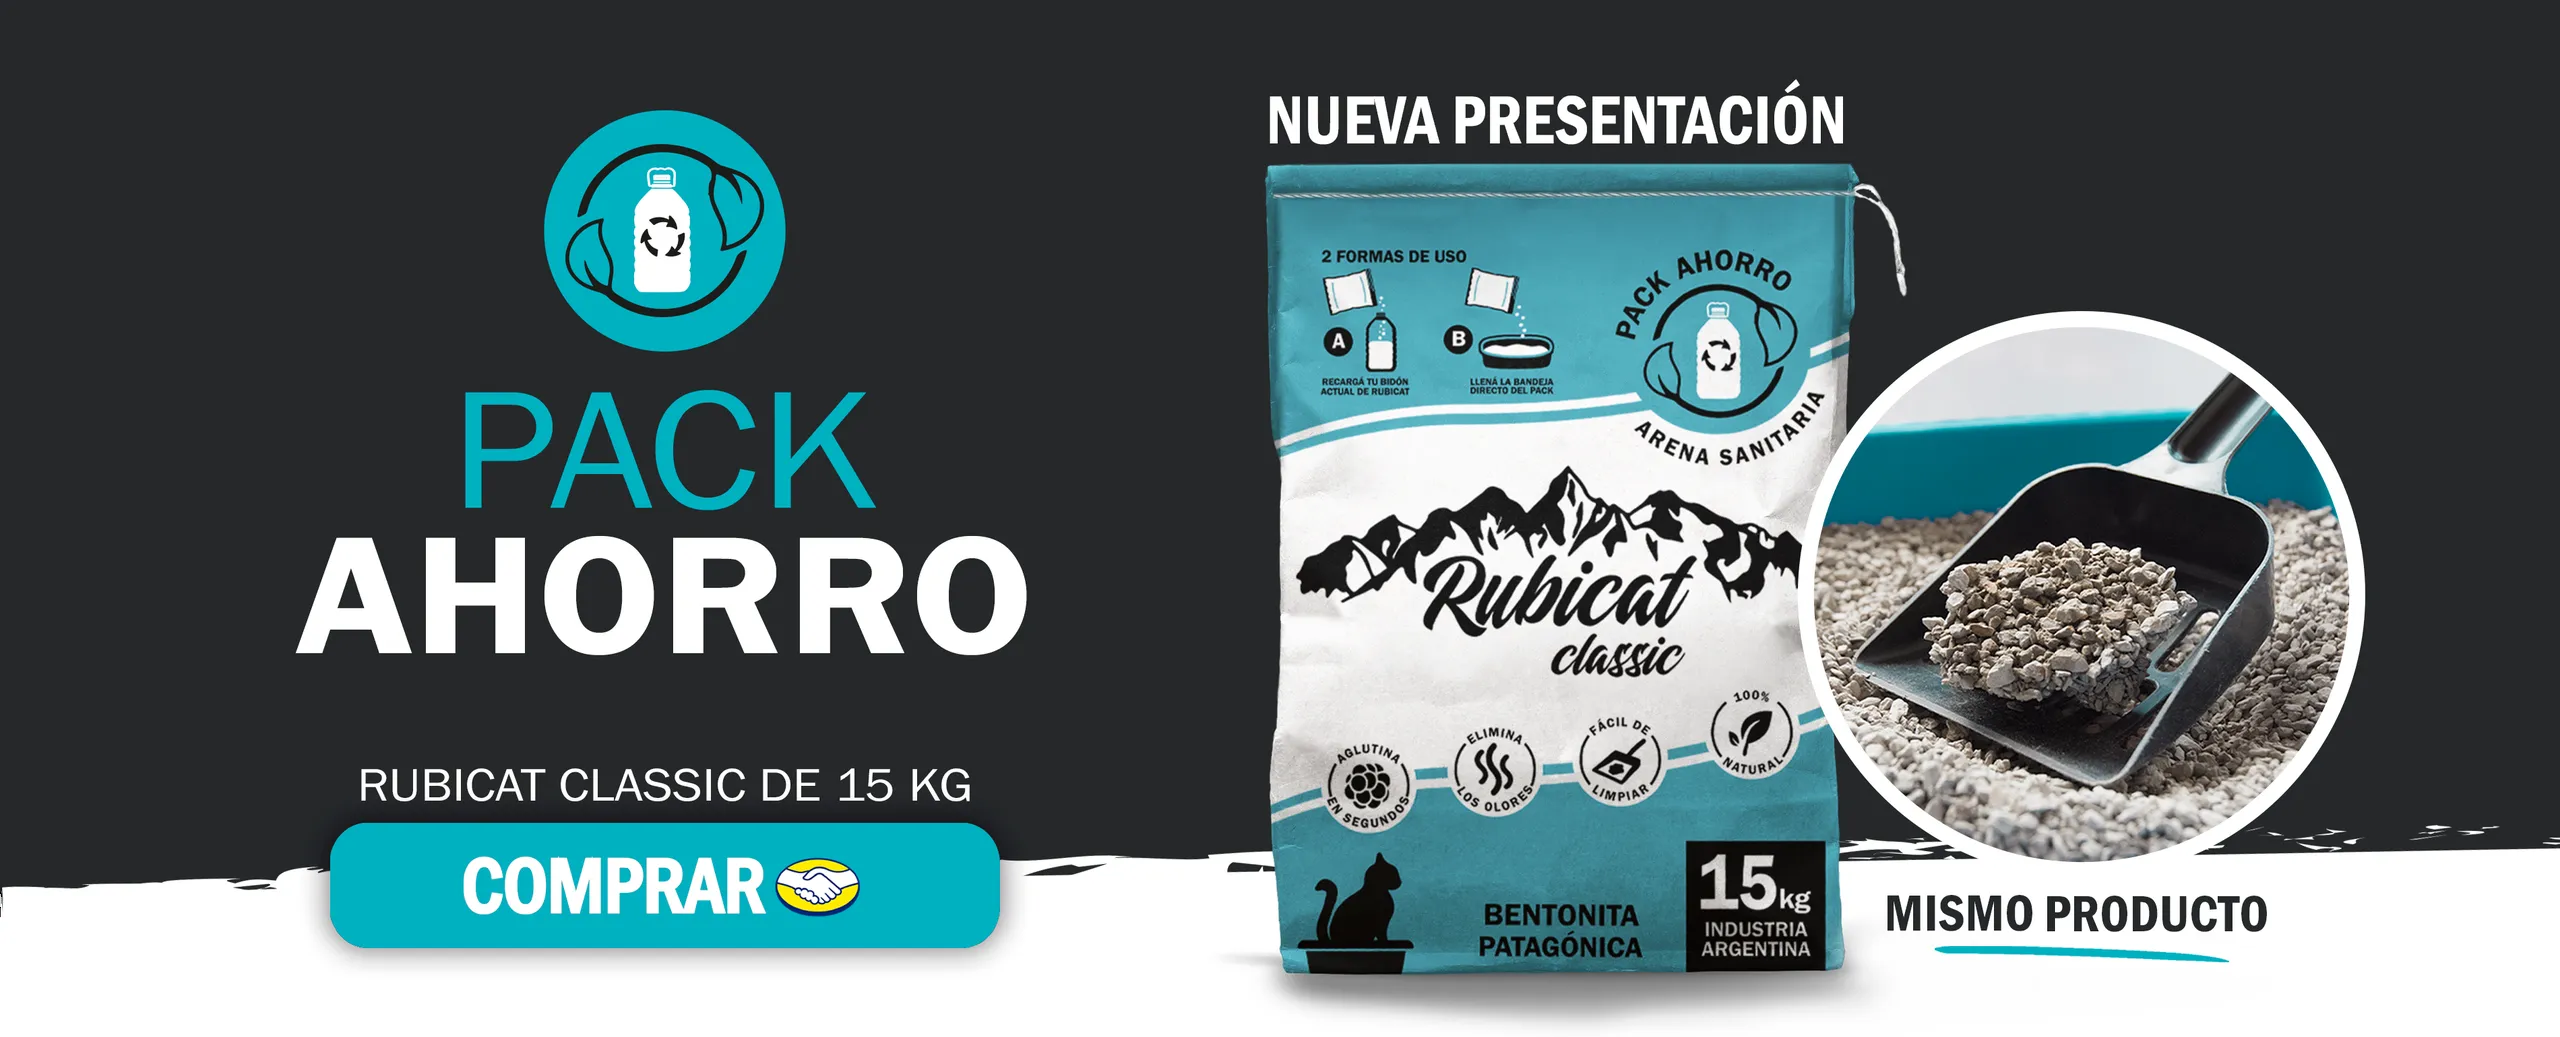 PACK
AHORRO
RUBICAT CLASSIC DE 15 KG
COMPRAR
NUEVA PRESENTACIÓN
2 FORMAS DE USO
A
B
RECARGÁ TU BIDÓN
ACTUAL DE RUBICAT
LLENÁ LA BANDEJA
DIRECTO DEL PACK
PACK AHORRO
ARENA SANITARIA
Rubicat
classic
AGLUTINA
EN SEGUNDOS
ELIMINA
LOS OLORES
FÁCIL DE
LIMPIAR
100%
NATURAL
BENTONITA
PATAGÓNICA
15kg
INDUSTRIA
ARGENTINA
MISMO PRODUCTO